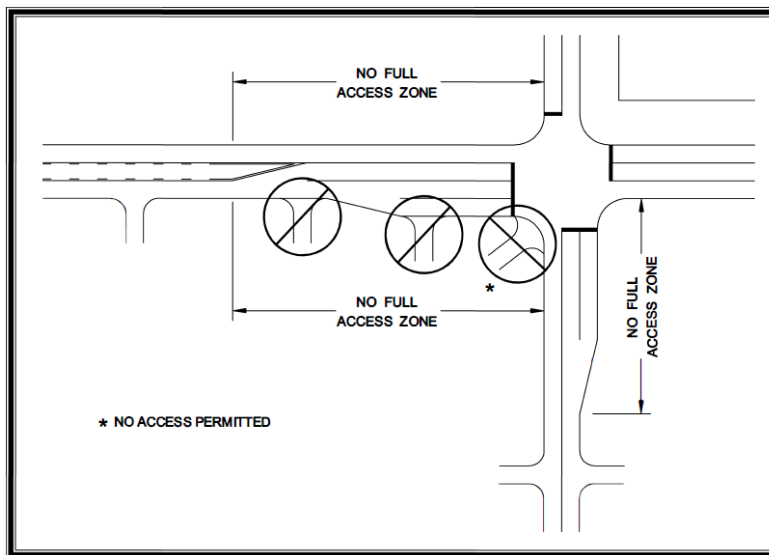 NO FULL
ACCESS ZONE
NO FULL
ACCESS ZONE
*
NO FULL
ACCESS ZONE
* NO ACCESS PERMITTED